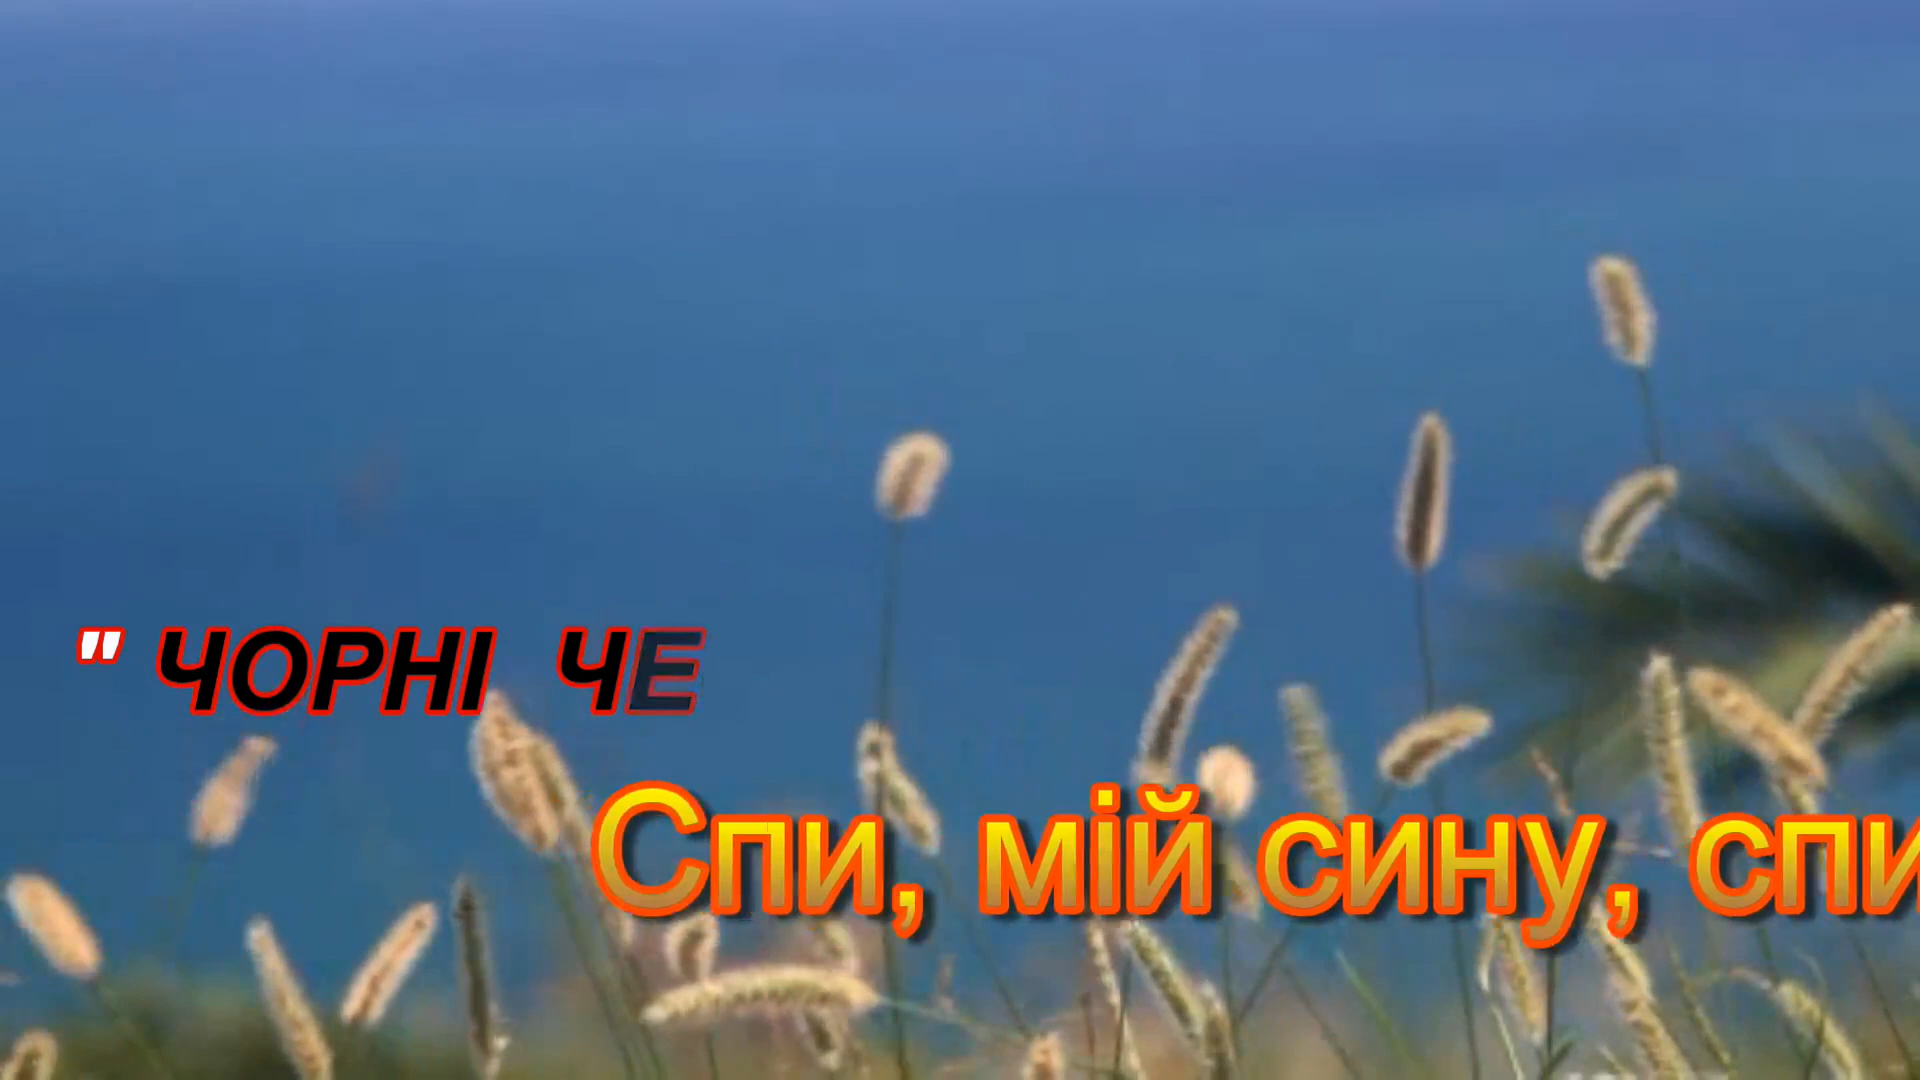 " ЧОРНІ ЧЕ
Спи, мій сину, спи